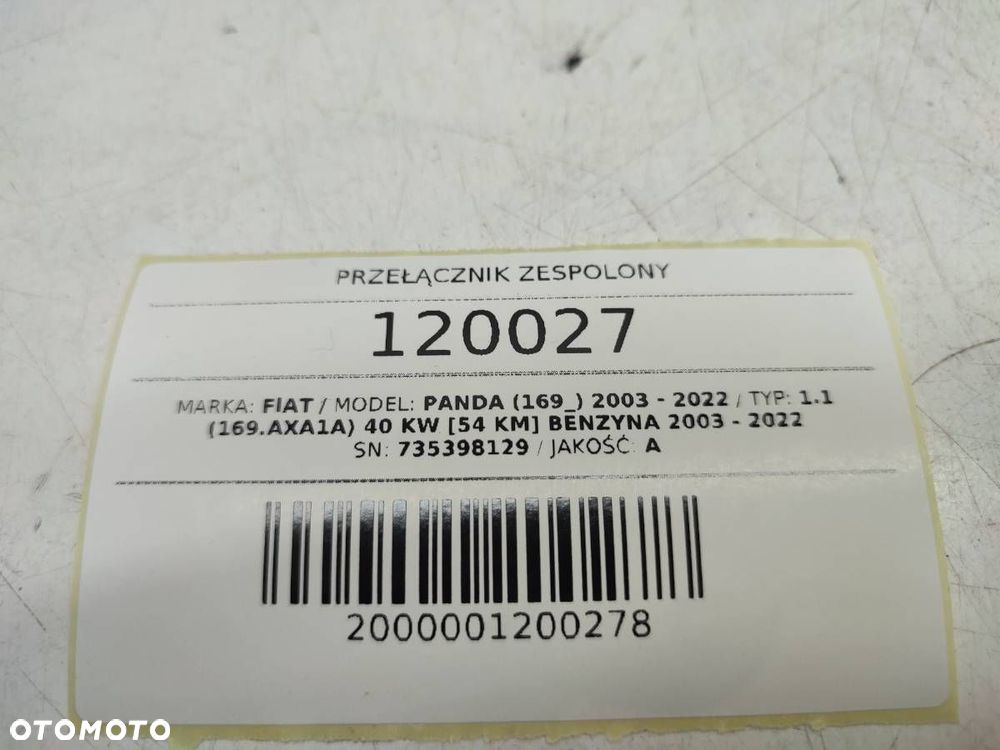 PRZEŁĄCZNIK ZESPOLONY
120027
MARKA: FIAT / MODEL: PANDA (169_) 2003 - 2022 / TYP: 1.1
(169.AXA1A) 40 KW [54 KM] BENZYNA 2003 - 2022
SN: 735398129 / JAKOŚĆ: A
2000001200278
OTOMOTO